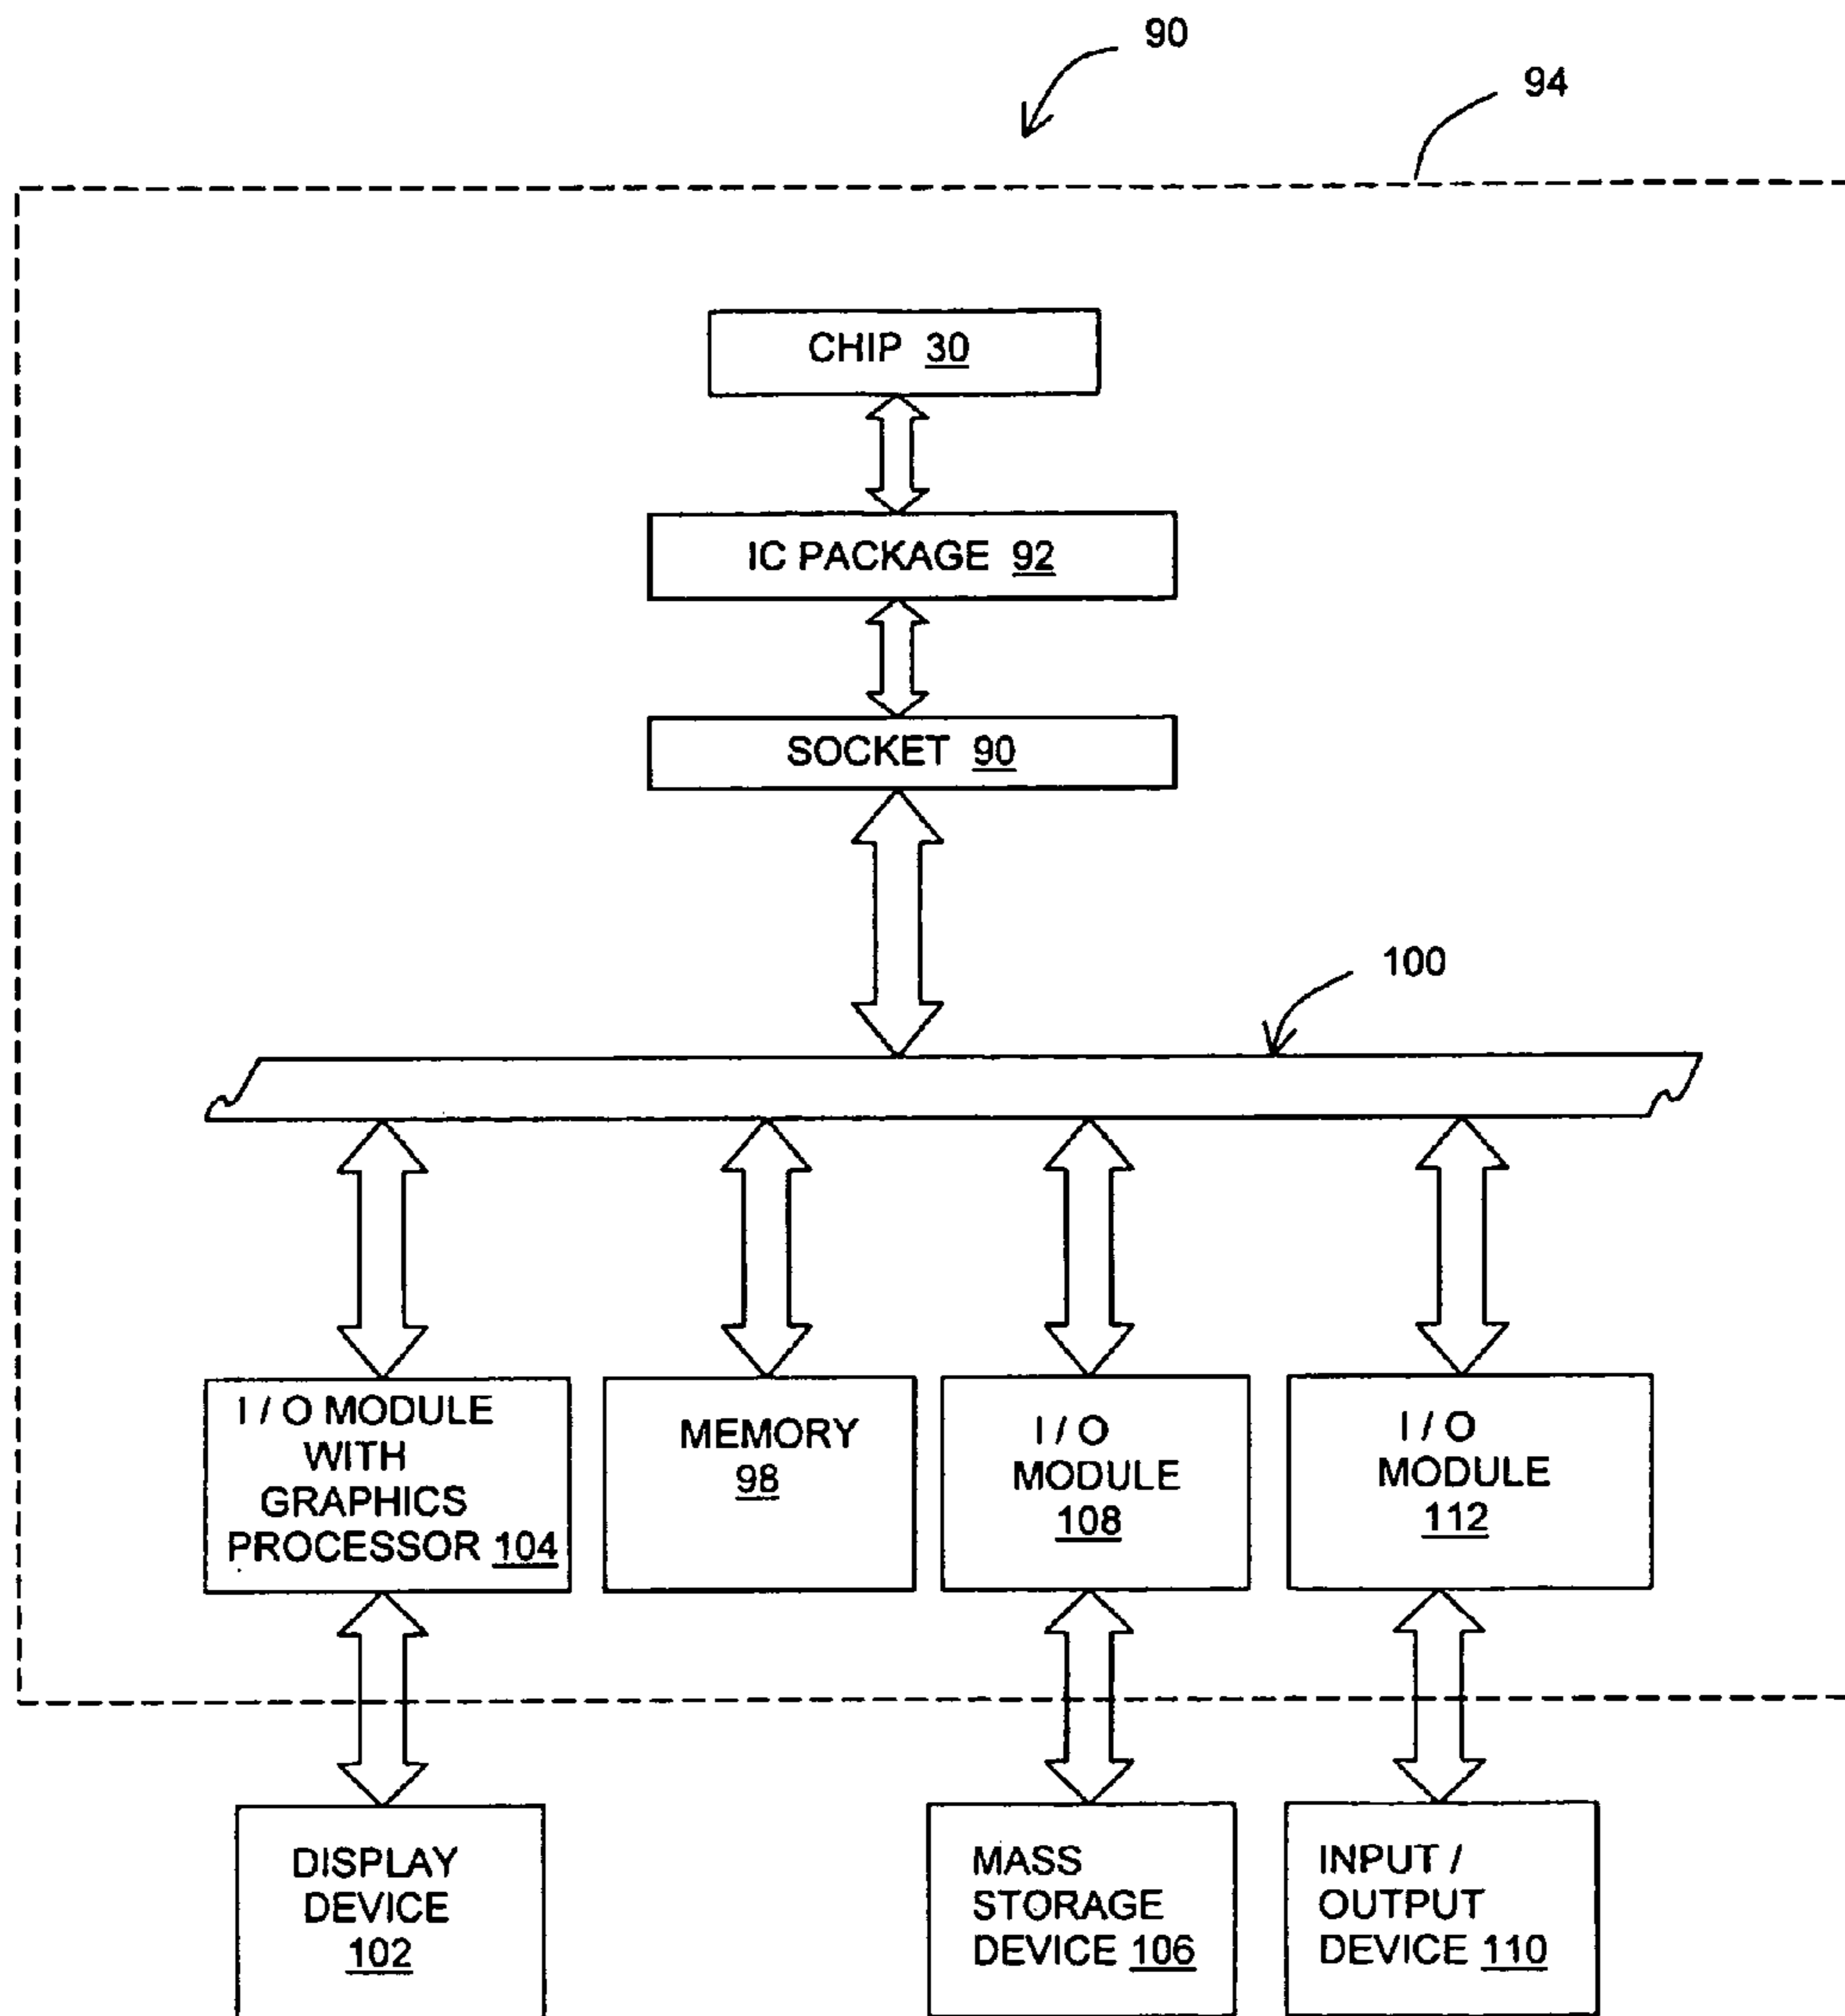 90
94
CHIP 30
IC PACKAGE 92
SOCKET 90
100
I / O MODULE
WITH
GRAPHICS
PROCESSOR 104
MEMORY
98
I / O
MODULE
108
I / O
MODULE
112
DISPLAY
DEVICE
102
MASS
STORAGE
DEVICE 106
INPUT /
OUTPUT
DEVICE 110